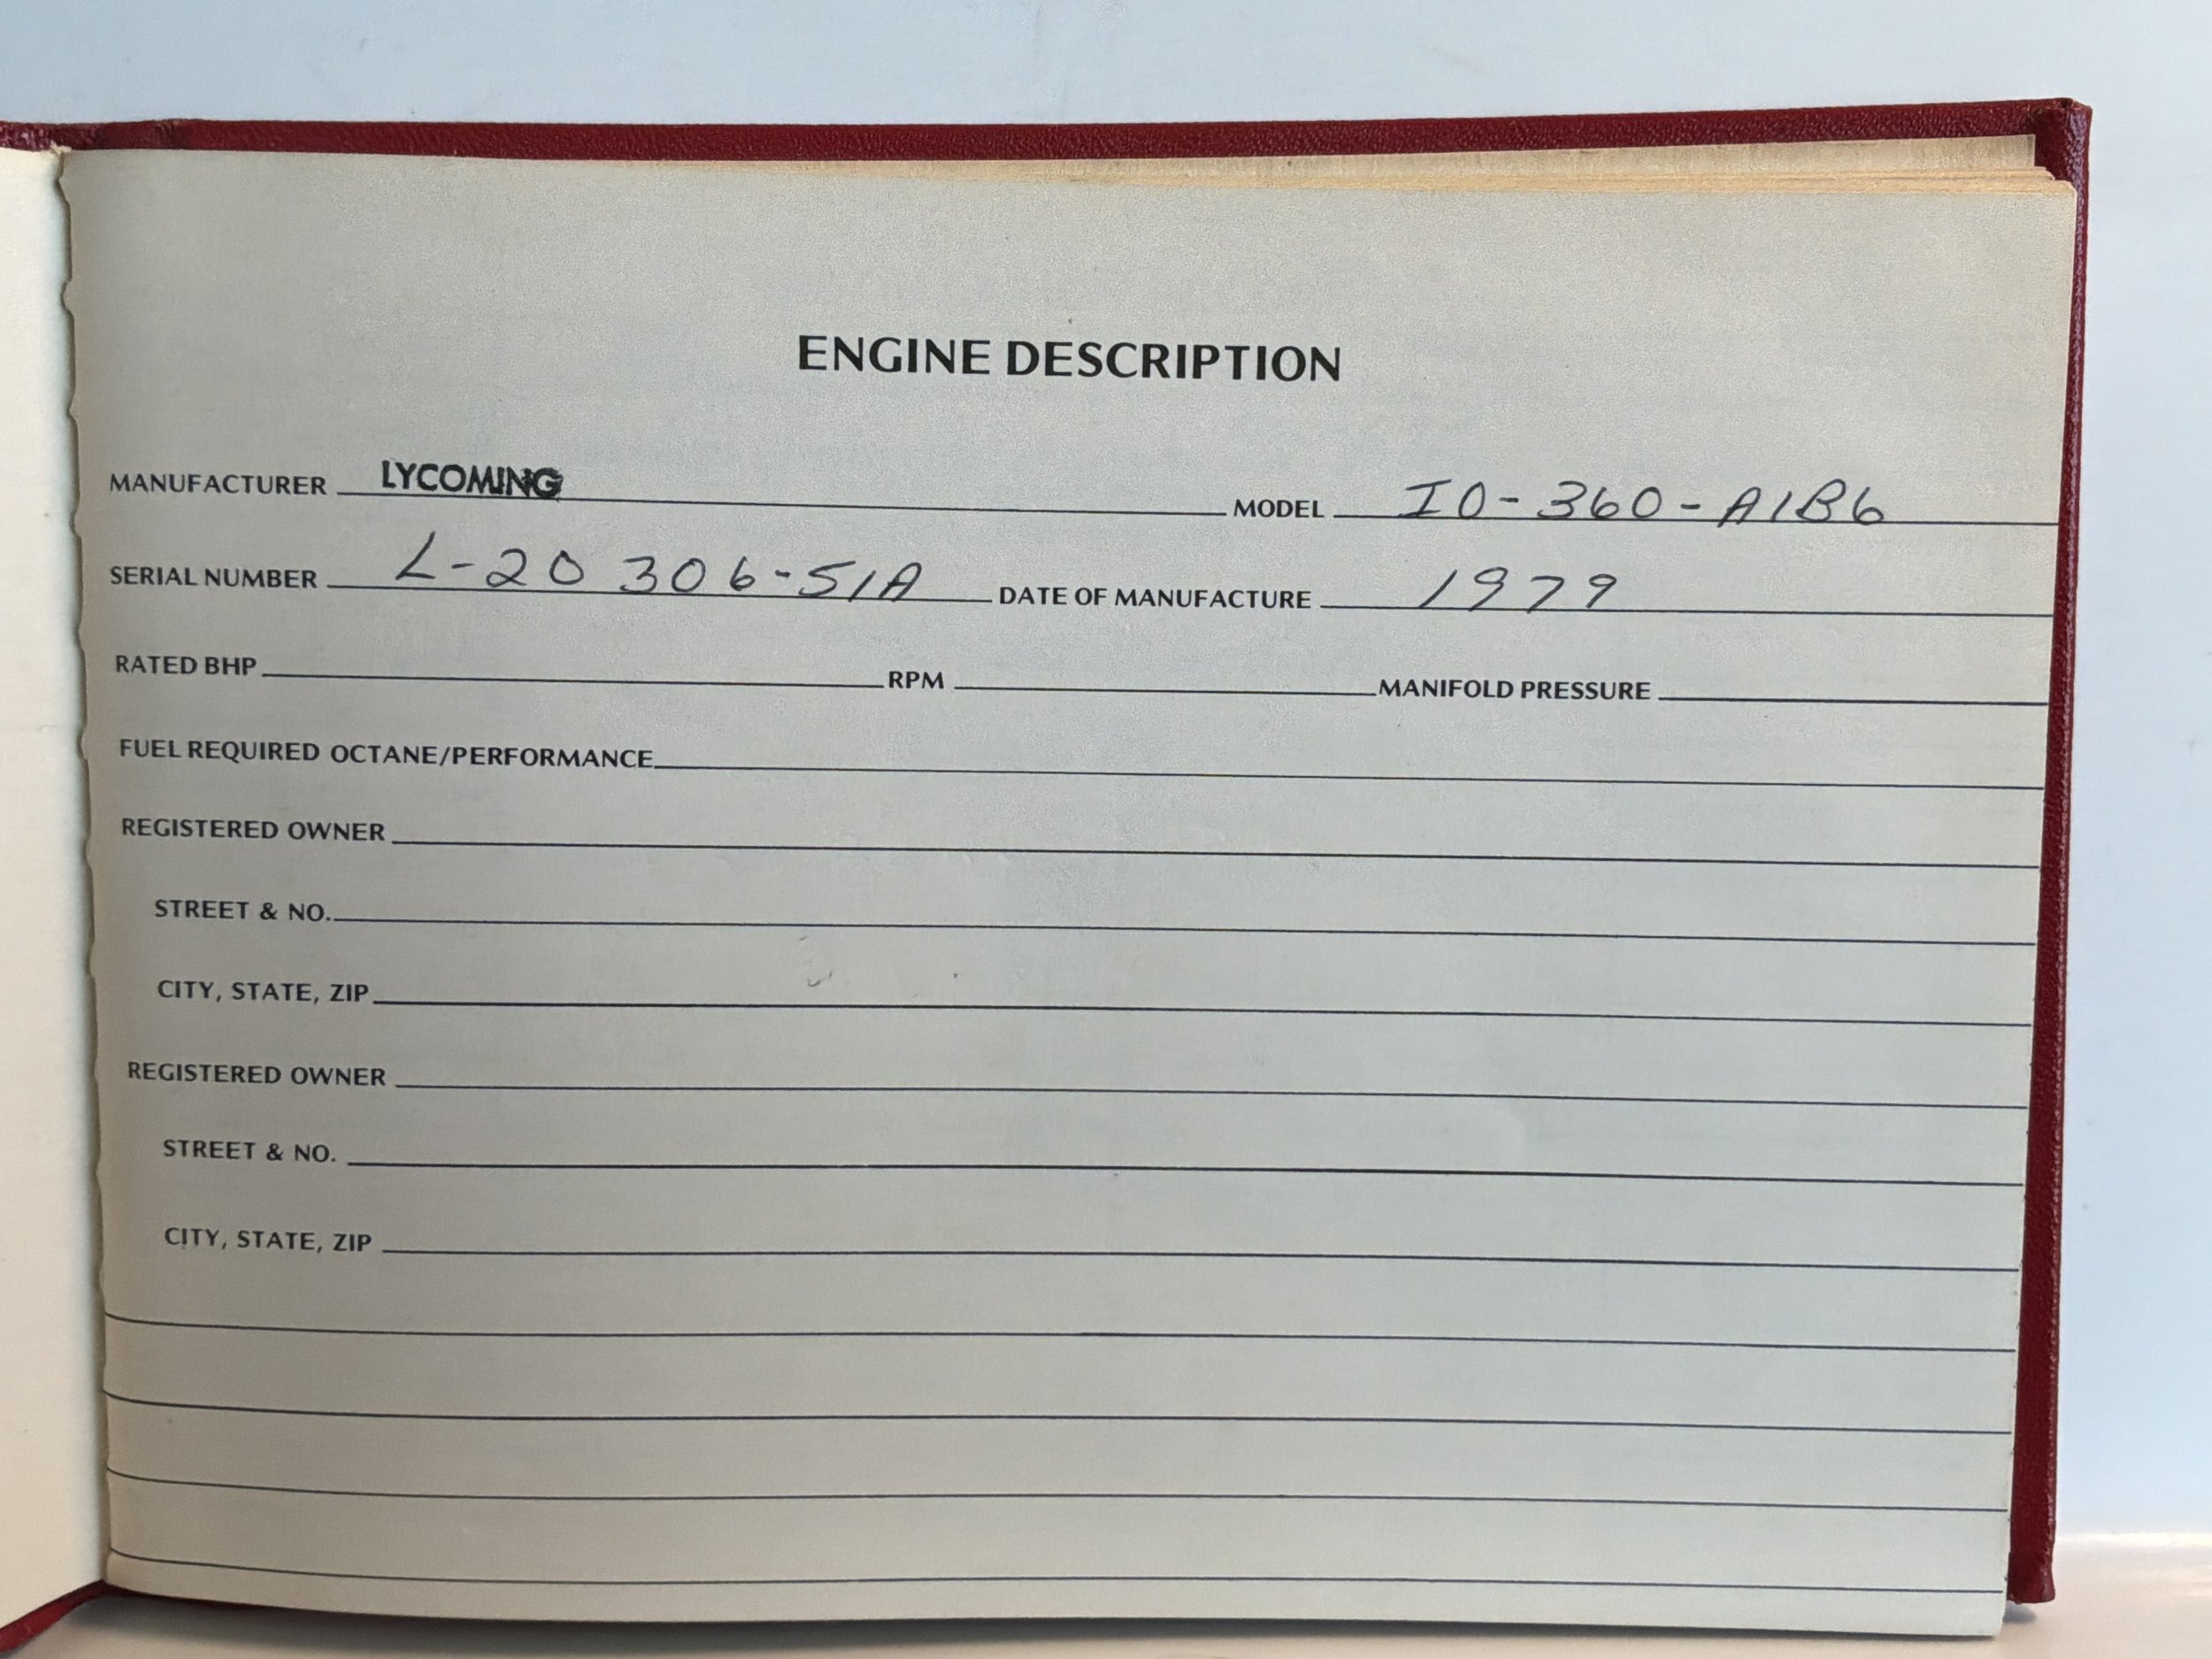 ENGINE DESCRIPTION
MANUFACTURER LYCOMING MODEL IO-360-A1B6
SERIAL NUMBER L-20306-51A DATE OF MANUFACTURE 1979
RATED BHP RPM MANIFOLD PRESSURE
FUEL REQUIRED OCTANE/PERFORMANCE
REGISTERED OWNER
STREET & NO.
CITY, STATE, ZIP
REGISTERED OWNER
STREET & NO.
CITY, STATE, ZIP